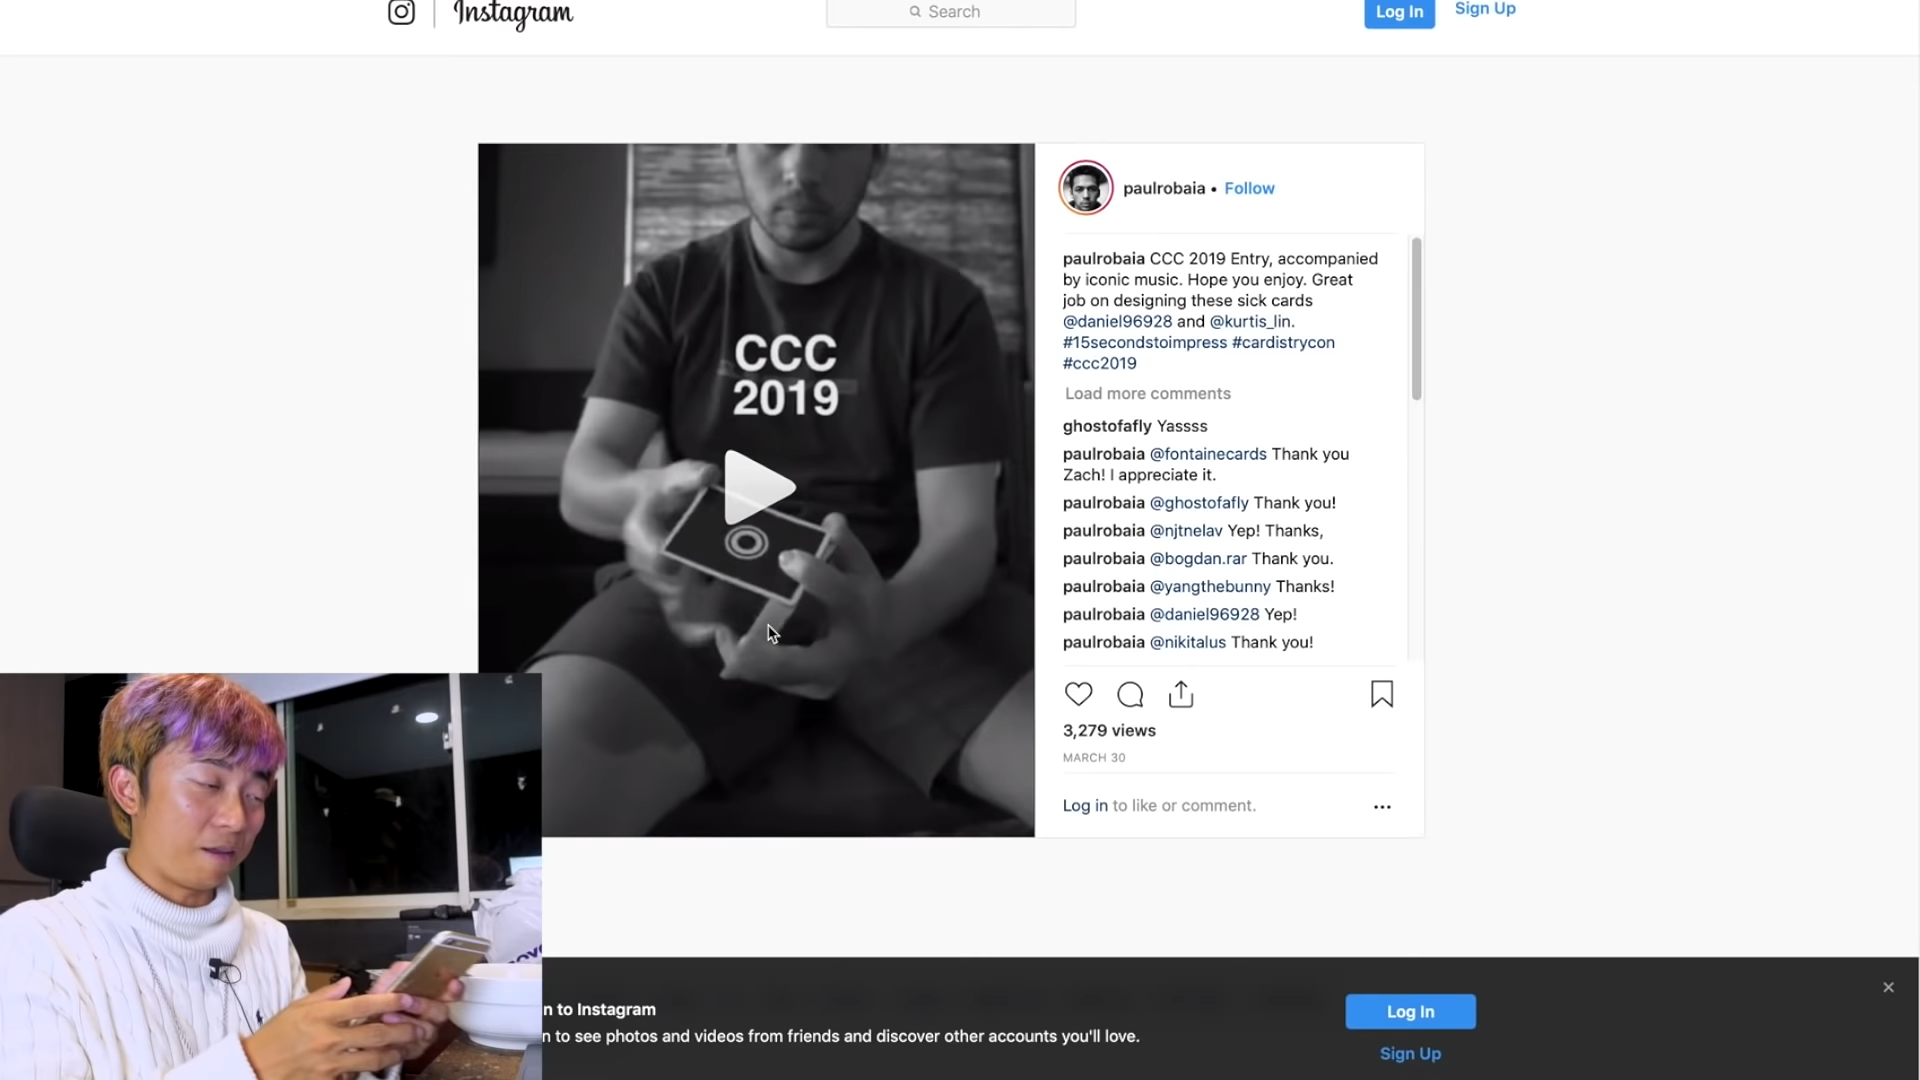 Instagram
Search
Log In
Sign Up
CCC
2019
paulrobaia • Follow
paulrobaia CCC 2019 Entry, accompanied
by iconic music. Hope you enjoy. Great
job on designing these sick cards
@daniel96928 and @kurtis_lin.
#15secondstoimpress #cardistrycon
#ccc2019
Load more comments
ghostofafly Yassss
paulrobaia @fontainecards Thank you
Zach! I appreciate it.
paulrobaia @ghostofafly Thank you!
paulrobaia @njtnelav Yep! Thanks,
paulrobaia @bogdan.rar Thank you.
paulrobaia @yangthebunny Thanks!
paulrobaia @daniel96928 Yep!
paulrobaia @nikitalus Thank you!
3,279 views
MARCH 30
Log in to like or comment.
n to Instagram
n to see photos and videos from friends and discover other accounts you'll love.
Log In
Sign Up